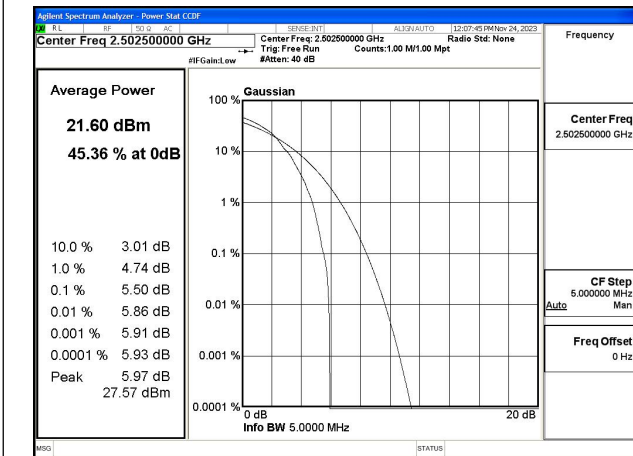 Agilent Spectrum Analyzer - Power Stat CCDF
RL RF 50 Ω AC SENSE:INT ALIGN AUTO 12:07:45 PM Nov 24, 2023
Center Freq 2.502500000 GHz
Center Freq: 2.502500000 GHz Radio Std: None
Trig: Free Run Counts:1.00 M/1.00 Mpt
#IFGain:Low #Atten: 40 dB
Frequency
Average Power
21.60 dBm
45.36 % at 0dB
10.0 % 3.01 dB
1.0 % 4.74 dB
0.1 % 5.50 dB
0.01 % 5.86 dB
0.001 % 5.91 dB
0.0001 % 5.93 dB
Peak 5.97 dB
27.57 dBm
Gaussian
100 %
10 %
1 %
0.1 %
0.01 %
0.001 %
0.0001 %
0 dB 20 dB
Info BW 5.0000 MHz
Center Freq
2.502500000 GHz
CF Step
5.000000 MHz
Auto Man
Freq Offset
0 Hz
MSG STATUS